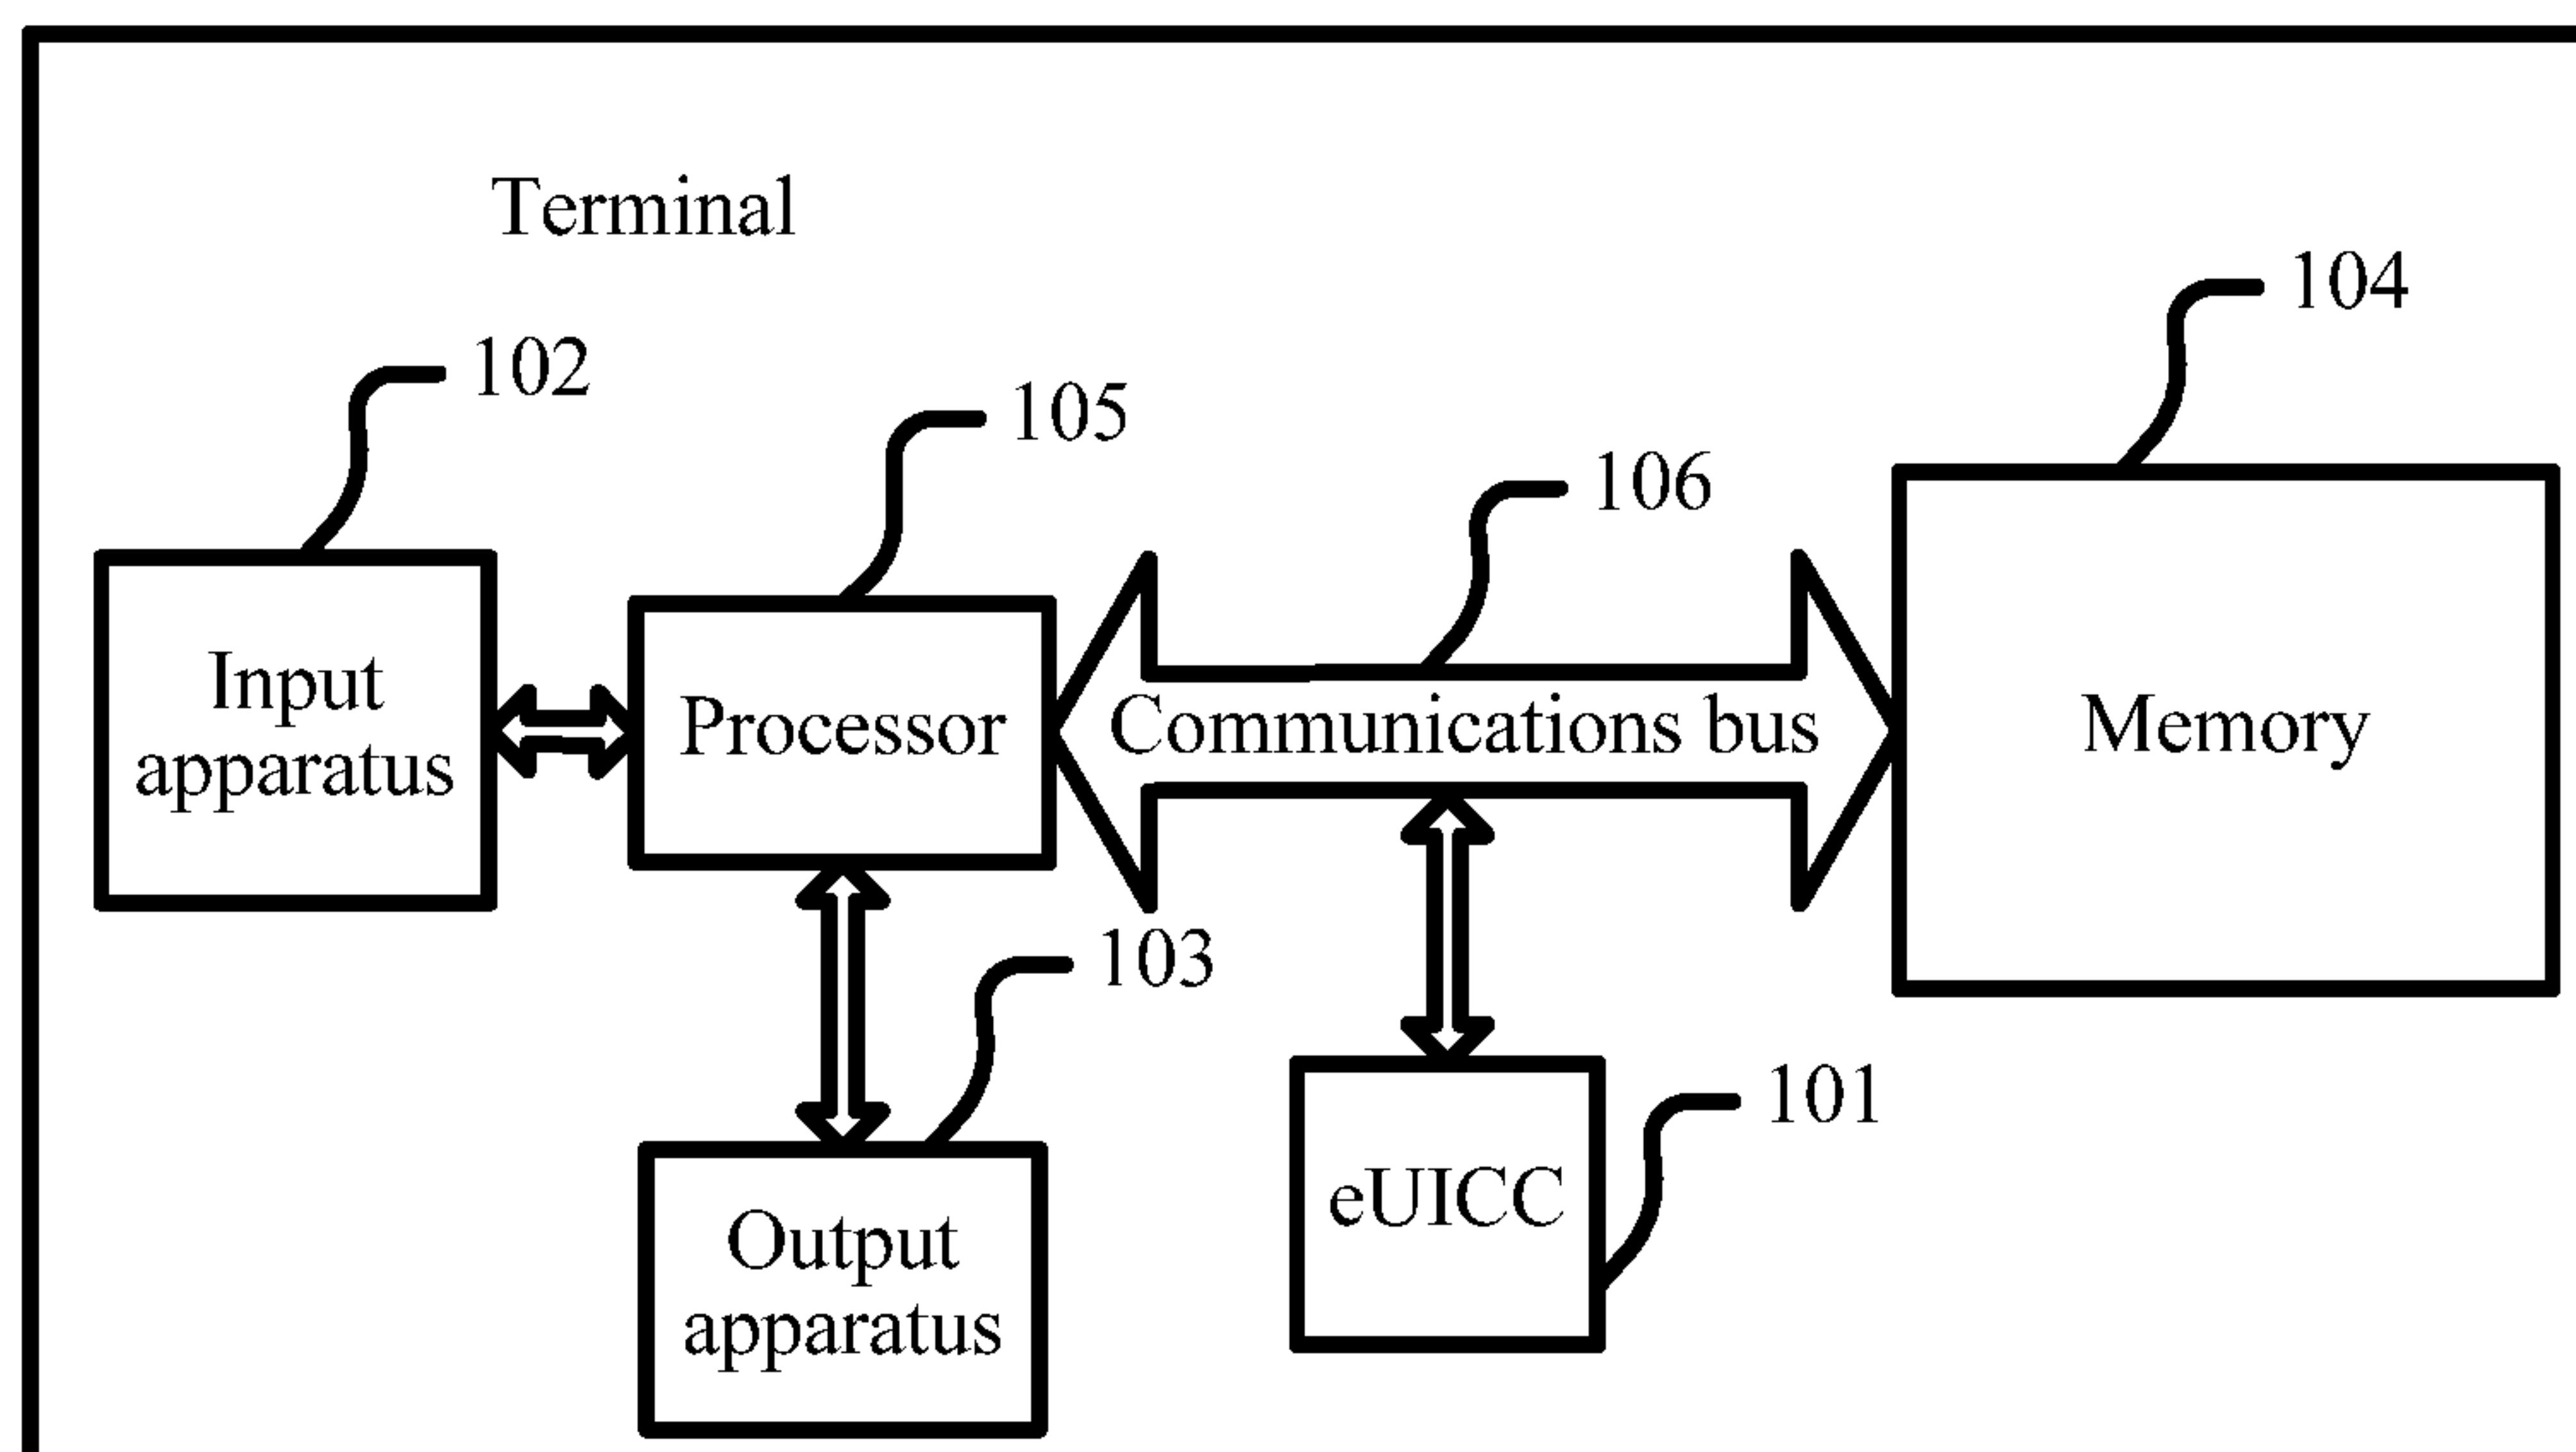 Terminal
104
102
105
106
Input
apparatus
Processor
Communications bus
Memory
103
101
eUICC
Output
apparatus